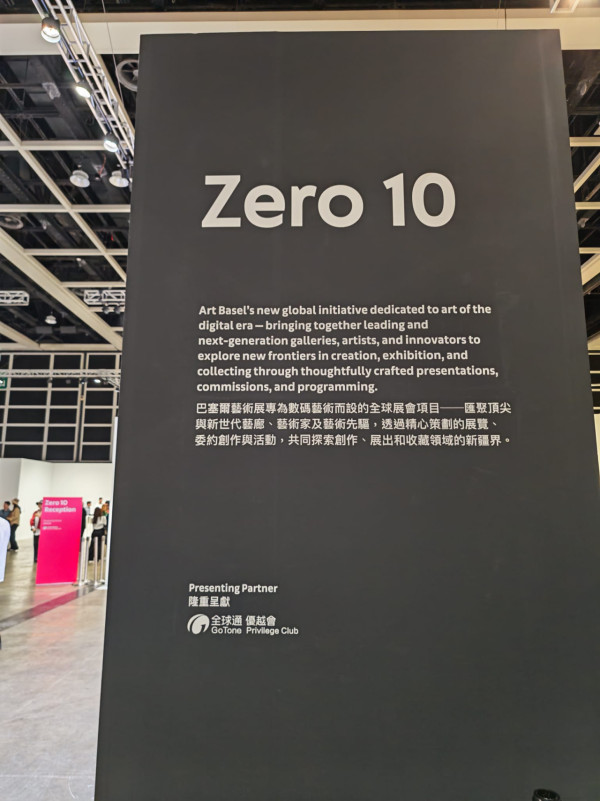 Zero 10
Art Basel's new global initiative dedicated to art of the
digital era — bringing together leading and
next-generation galleries, artists, and innovators to
explore new frontiers in creation, exhibition, and
collecting through thoughtfully crafted presentations,
commissions, and programming.
巴塞爾藝術展專為數碼藝術而設的全球展會項目——匯聚頂尖
與新世代藝廊、藝術家及藝術先驅，透過精心策劃的展覽、
委約創作與活動，共同探索創作、展出和收藏領域的新疆界。
Zero 10
Reception
Presenting Partner
隆重呈獻
全球通 優越會
GoTone Privilege Club